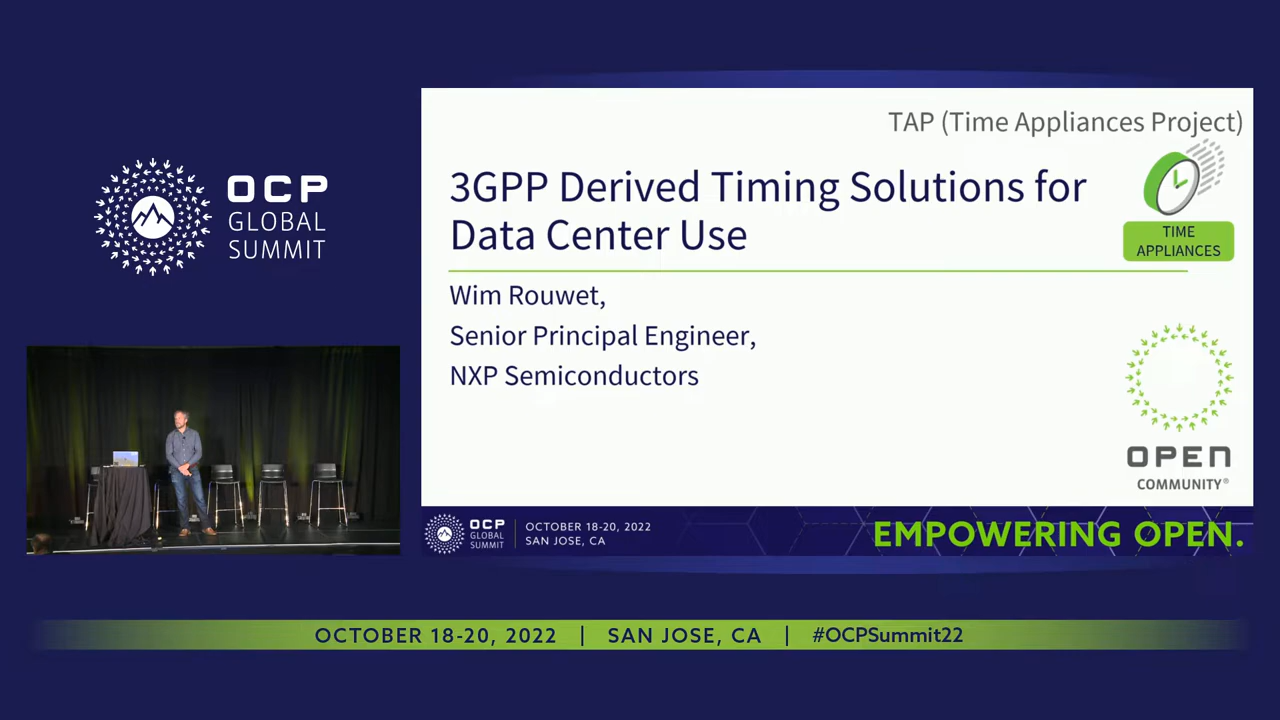 OCP
GLOBAL
SUMMIT
TAP (Time Appliances Project)
3GPP Derived Timing Solutions for
Data Center Use
TIME
APPLIANCES
Wim Rouwet,
Senior Principal Engineer,
NXP Semiconductors
OPEN
COMMUNITY®
OCP
GLOBAL
SUMMIT
OCTOBER 18-20, 2022
SAN JOSE, CA
EMPOWERING OPEN.
OCTOBER 18-20, 2022 | SAN JOSE, CA | #OCPSummit22